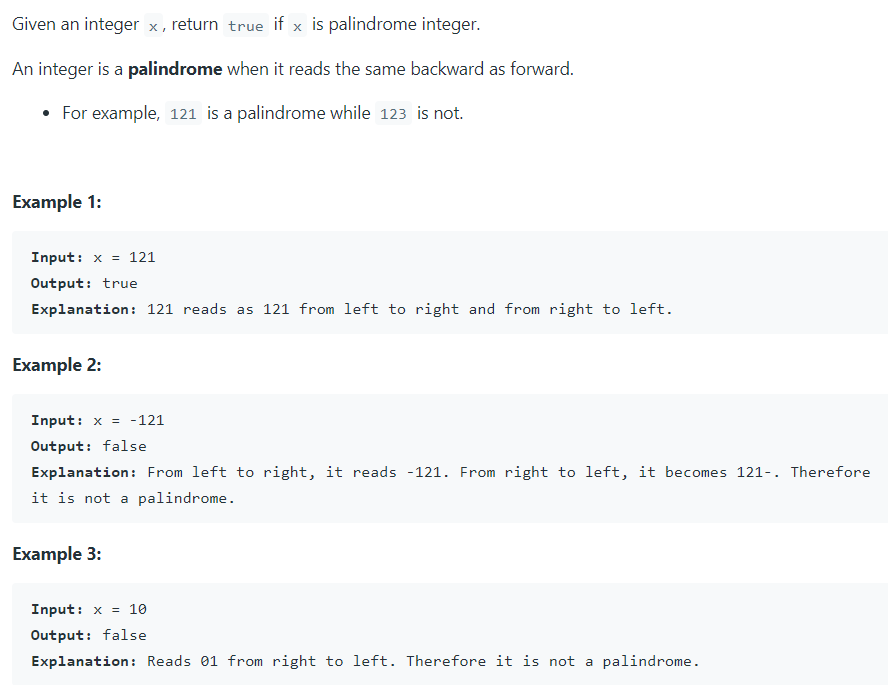 Given an integer x, return true if x is palindrome integer.
An integer is a palindrome when it reads the same backward as forward.
• For example, 121 is a palindrome while 123 is not.
Example 1:
Input: x = 121
Output: true
Explanation: 121 reads as 121 from left to right and from right to left.
Example 2:
Input: x = -121
Output: false
Explanation: From left to right, it reads -121. From right to left, it becomes 121-. Therefore
it is not a palindrome.
Example 3:
Input: x = 10
Output: false
Explanation: Reads 01 from right to left. Therefore it is not a palindrome.